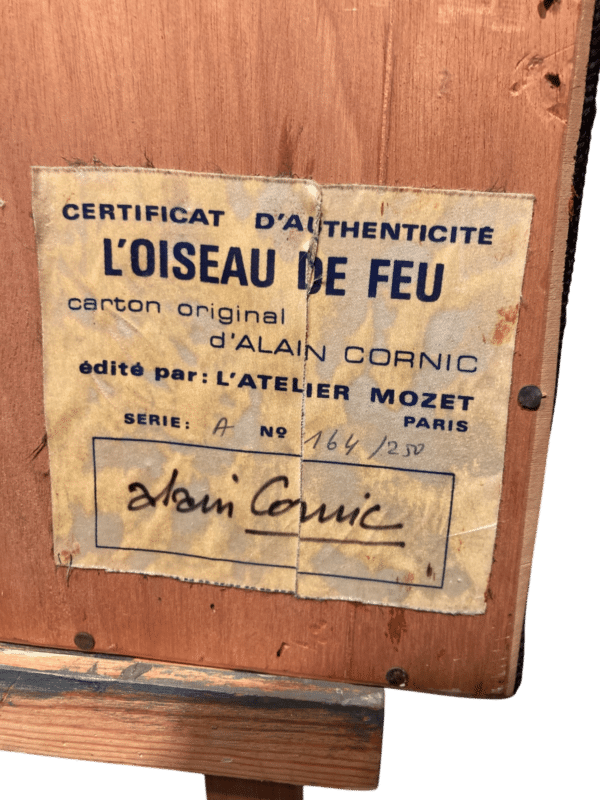 CERTIFICAT D'AUTHENTICITÉ
L'OISEAU DE FEU
carton original
d'ALAIN CORNIC
édité par: L'ATELIER MOZET
PARIS
SERIE: A Nº 164/250
alain Cornic